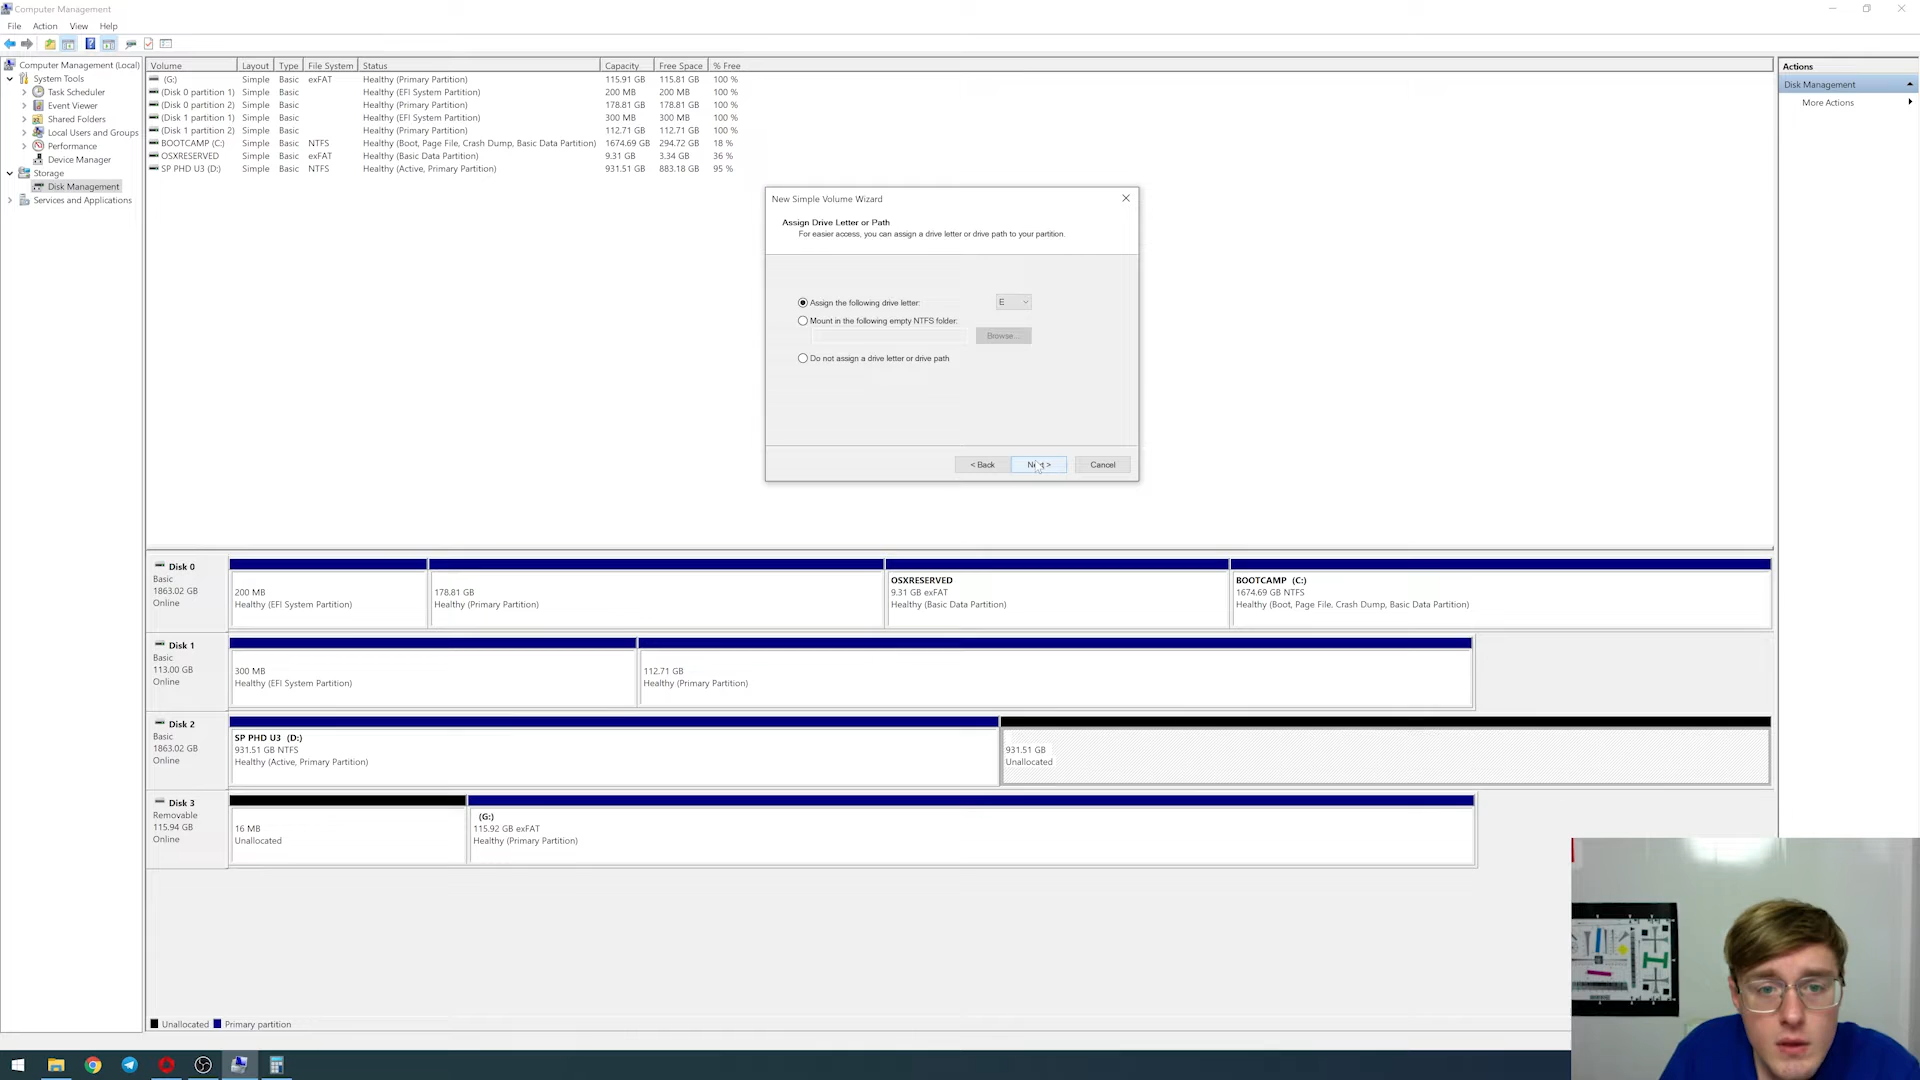 Computer Management
File Action View Help
Computer Management (Local)
System Tools
Task Scheduler
Event Viewer
Shared Folders
Local Users and Groups
Performance
Device Manager
Storage
Disk Management
Services and Applications
Volume Layout Type File System Status Capacity Free Space % Free
(G:) Simple Basic exFAT Healthy (Primary Partition) 115.91 GB 115.81 GB 100 %
(Disk 0 partition 1) Simple Basic Healthy (EFI System Partition) 200 MB 200 MB 100 %
(Disk 0 partition 2) Simple Basic Healthy (Primary Partition) 178.81 GB 178.81 GB 100 %
(Disk 1 partition 1) Simple Basic Healthy (EFI System Partition) 300 MB 300 MB 100 %
(Disk 1 partition 2) Simple Basic Healthy (Primary Partition) 112.71 GB 112.71 GB 100 %
BOOTCAMP (C:) Simple Basic NTFS Healthy (Boot, Page File, Crash Dump, Basic Data Partition) 1674.69 GB 294.72 GB 18 %
OSXRESERVED Simple Basic exFAT Healthy (Basic Data Partition) 9.31 GB 3.34 GB 36 %
SP PHD U3 (D:) Simple Basic NTFS Healthy (Active, Primary Partition) 931.51 GB 883.18 GB 95 %
Actions
Disk Management
More Actions
New Simple Volume Wizard
Assign Drive Letter or Path
For easier access, you can assign a drive letter or drive path to your partition.
Assign the following drive letter: E
Mount in the following empty NTFS folder:
Browse...
Do not assign a drive letter or drive path
< Back Next > Cancel
Disk 0
Basic
1863.02 GB
Online
200 MB
Healthy (EFI System Partition)
178.81 GB
Healthy (Primary Partition)
OSXRESERVED
9.31 GB exFAT
Healthy (Basic Data Partition)
BOOTCAMP (C:)
1674.69 GB NTFS
Healthy (Boot, Page File, Crash Dump, Basic Data Partition)
Disk 1
Basic
113.00 GB
Online
300 MB
Healthy (EFI System Partition)
112.71 GB
Healthy (Primary Partition)
Disk 2
Basic
1863.02 GB
Online
SP PHD U3 (D:)
931.51 GB NTFS
Healthy (Active, Primary Partition)
931.51 GB
Unallocated
Disk 3
Removable
115.94 GB
Online
16 MB
Unallocated
(G:)
115.92 GB exFAT
Healthy (Primary Partition)
Unallocated Primary partition